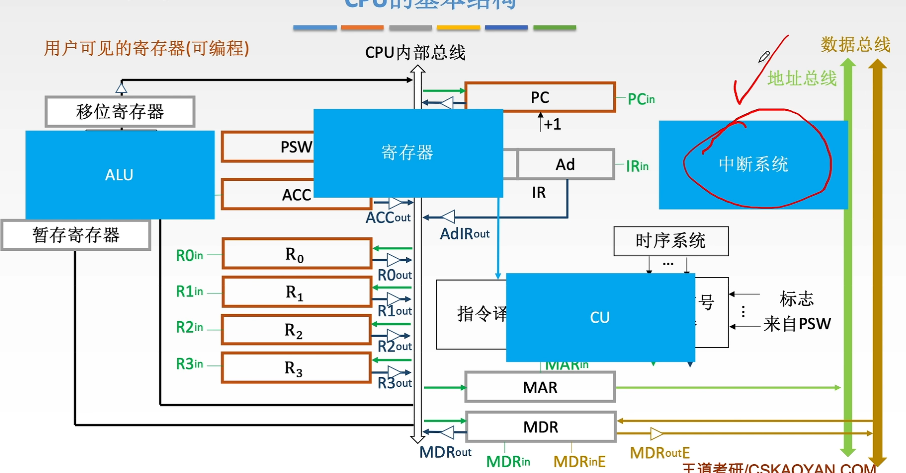 CPU的基本结构
用户可见的寄存器(可编程)
CPU内部总线
数据总线
地址总线
移位寄存器
PC
PCin
+1
PSW
寄存器
ALU
Ad
IRin
IR
中断系统
ACC
ACCout
AdIRout
暂存寄存器
时序系统
...
R0in
R0
R0out
R1in
R1
R1out
R2in
R2
R2out
R3in
R3
R3out
指令译
CU
号
...
标志
来自PSW
MARin
MAR
MDR
MDRout
MDRin
MDRinE
MDRoutE
王道考研/CSKAOYAN.COM